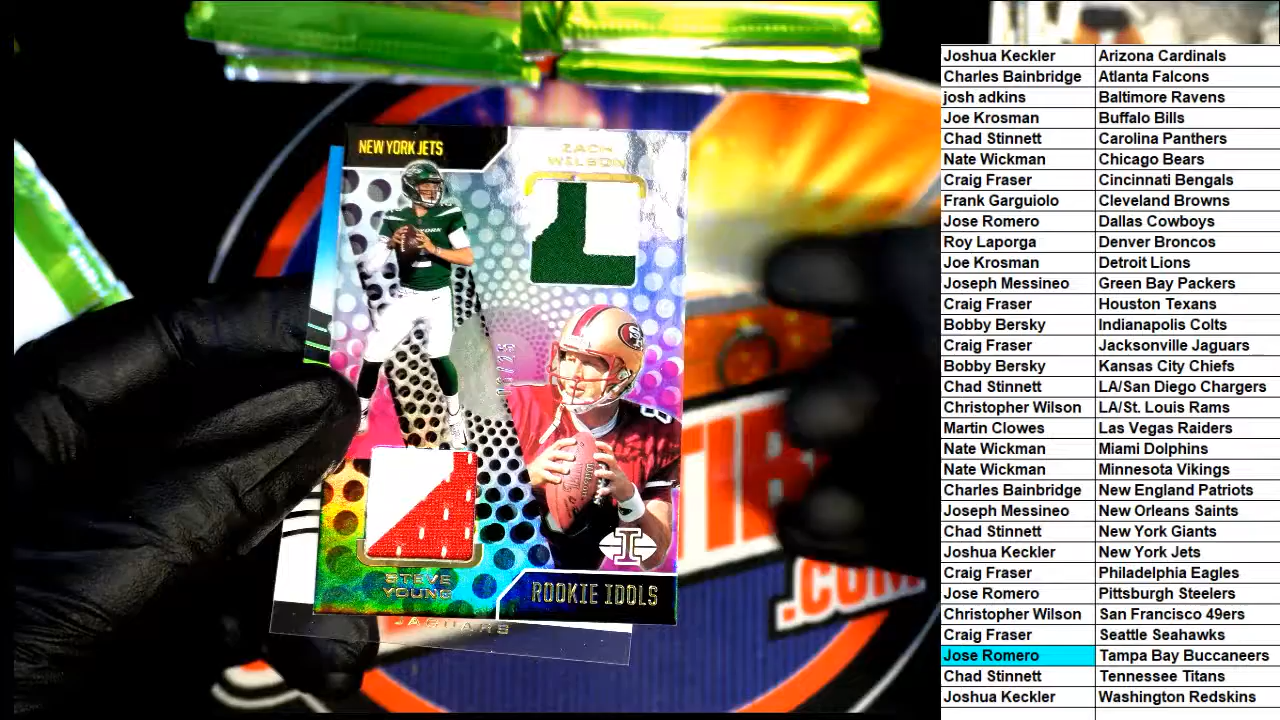 NEW YORK JETS
ZACH
WILSON
STEVE
YOUNG
ROOKIE IDOLS
JAGUARS
.COM
Joshua Keckler Arizona Cardinals
Charles Bainbridge Atlanta Falcons
josh adkins Baltimore Ravens
Joe Krosman Buffalo Bills
Chad Stinnett Carolina Panthers
Nate Wickman Chicago Bears
Craig Fraser Cincinnati Bengals
Frank Garguiolo Cleveland Browns
Jose Romero Dallas Cowboys
Roy Laporga Denver Broncos
Joe Krosman Detroit Lions
Joseph Messineo Green Bay Packers
Craig Fraser Houston Texans
Bobby Bersky Indianapolis Colts
Craig Fraser Jacksonville Jaguars
Bobby Bersky Kansas City Chiefs
Chad Stinnett LA/San Diego Chargers
Christopher Wilson LA/St. Louis Rams
Martin Clowes Las Vegas Raiders
Nate Wickman Miami Dolphins
Nate Wickman Minnesota Vikings
Charles Bainbridge New England Patriots
Joseph Messineo New Orleans Saints
Chad Stinnett New York Giants
Joshua Keckler New York Jets
Craig Fraser Philadelphia Eagles
Jose Romero Pittsburgh Steelers
Christopher Wilson San Francisco 49ers
Craig Fraser Seattle Seahawks
Jose Romero Tampa Bay Buccaneers
Chad Stinnett Tennessee Titans
Joshua Keckler Washington Redskins